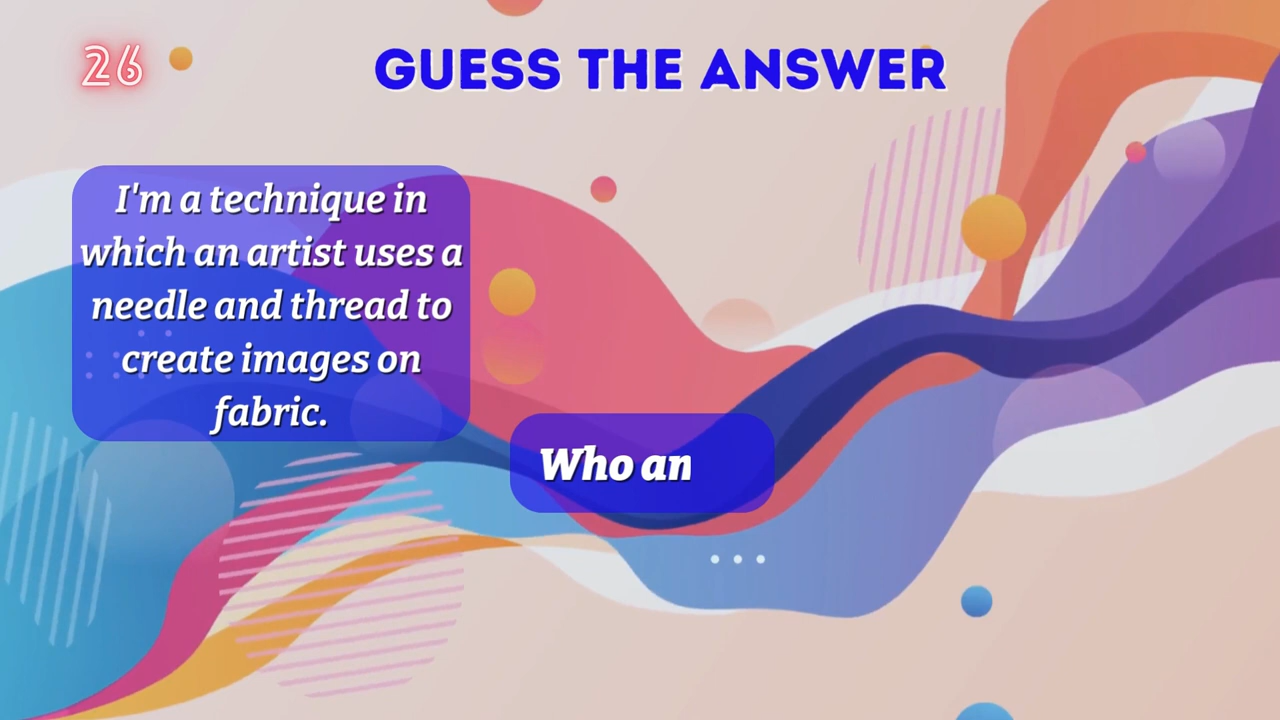 26
GUESS THE ANSWER
I'm a technique in
which an artist uses a
needle and thread to
create images on
fabric.
Who an